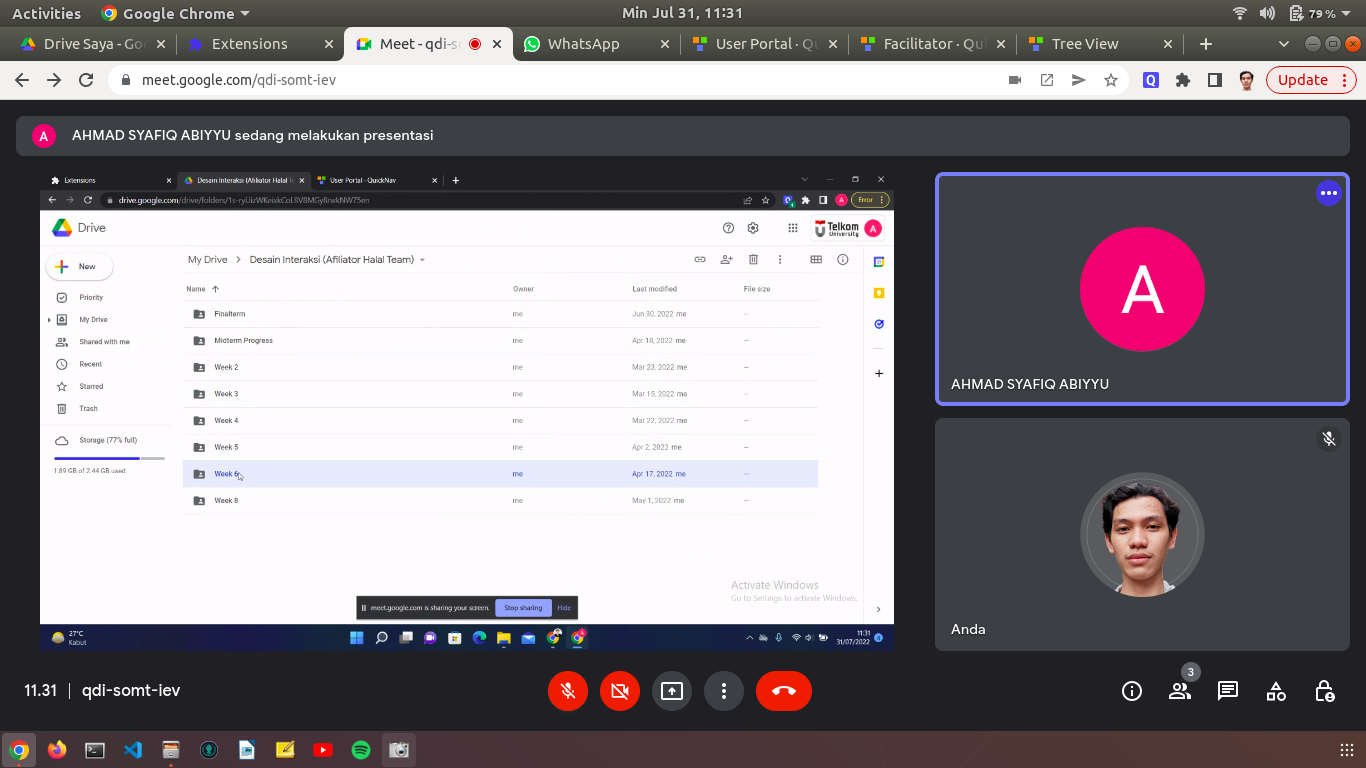 Activities Google Chrome Min Jul 31, 11:31 79 %
Drive Saya - Go Extensions Meet - qdi-so WhatsApp User Portal · Qu Facilitator · Qui Tree View
meet.google.com/qdi-somt-iev Update
A AHMAD SYAFIQ ABIYYU sedang melakukan presentasi
Extensions Desain Interaksi (Afiliator Halal T User Portal - QuickNav
Error
Drive
Telkom University A
New
My Drive Desain Interaksi (Afiliator Halal Team)
Name Owner Last modified File size
Priority
My Drive
Shared with me
Recent
Starred
Trash
Storage (77% full)
1.89 GB of 2.44 GB used
Finalterm me Jun 30, 2022 me –
Midterm Progress me Apr 18, 2022 me –
Week 2 me Mar 23, 2022 me –
Week 3 me Mar 15, 2022 me –
Week 4 me Mar 22, 2022 me –
Week 5 me Apr 2, 2022 me –
Week 6 me Apr 17, 2022 me –
Week 8 me May 1, 2022 me –
Activate Windows
Go to Settings to activate Windows.
meet.google.com is sharing your screen. Stop sharing Hide
27°C
Kabut
11:31
31/07/2022
A
AHMAD SYAFIQ ABIYYU
Anda
11.31 | qdi-somt-iev
3